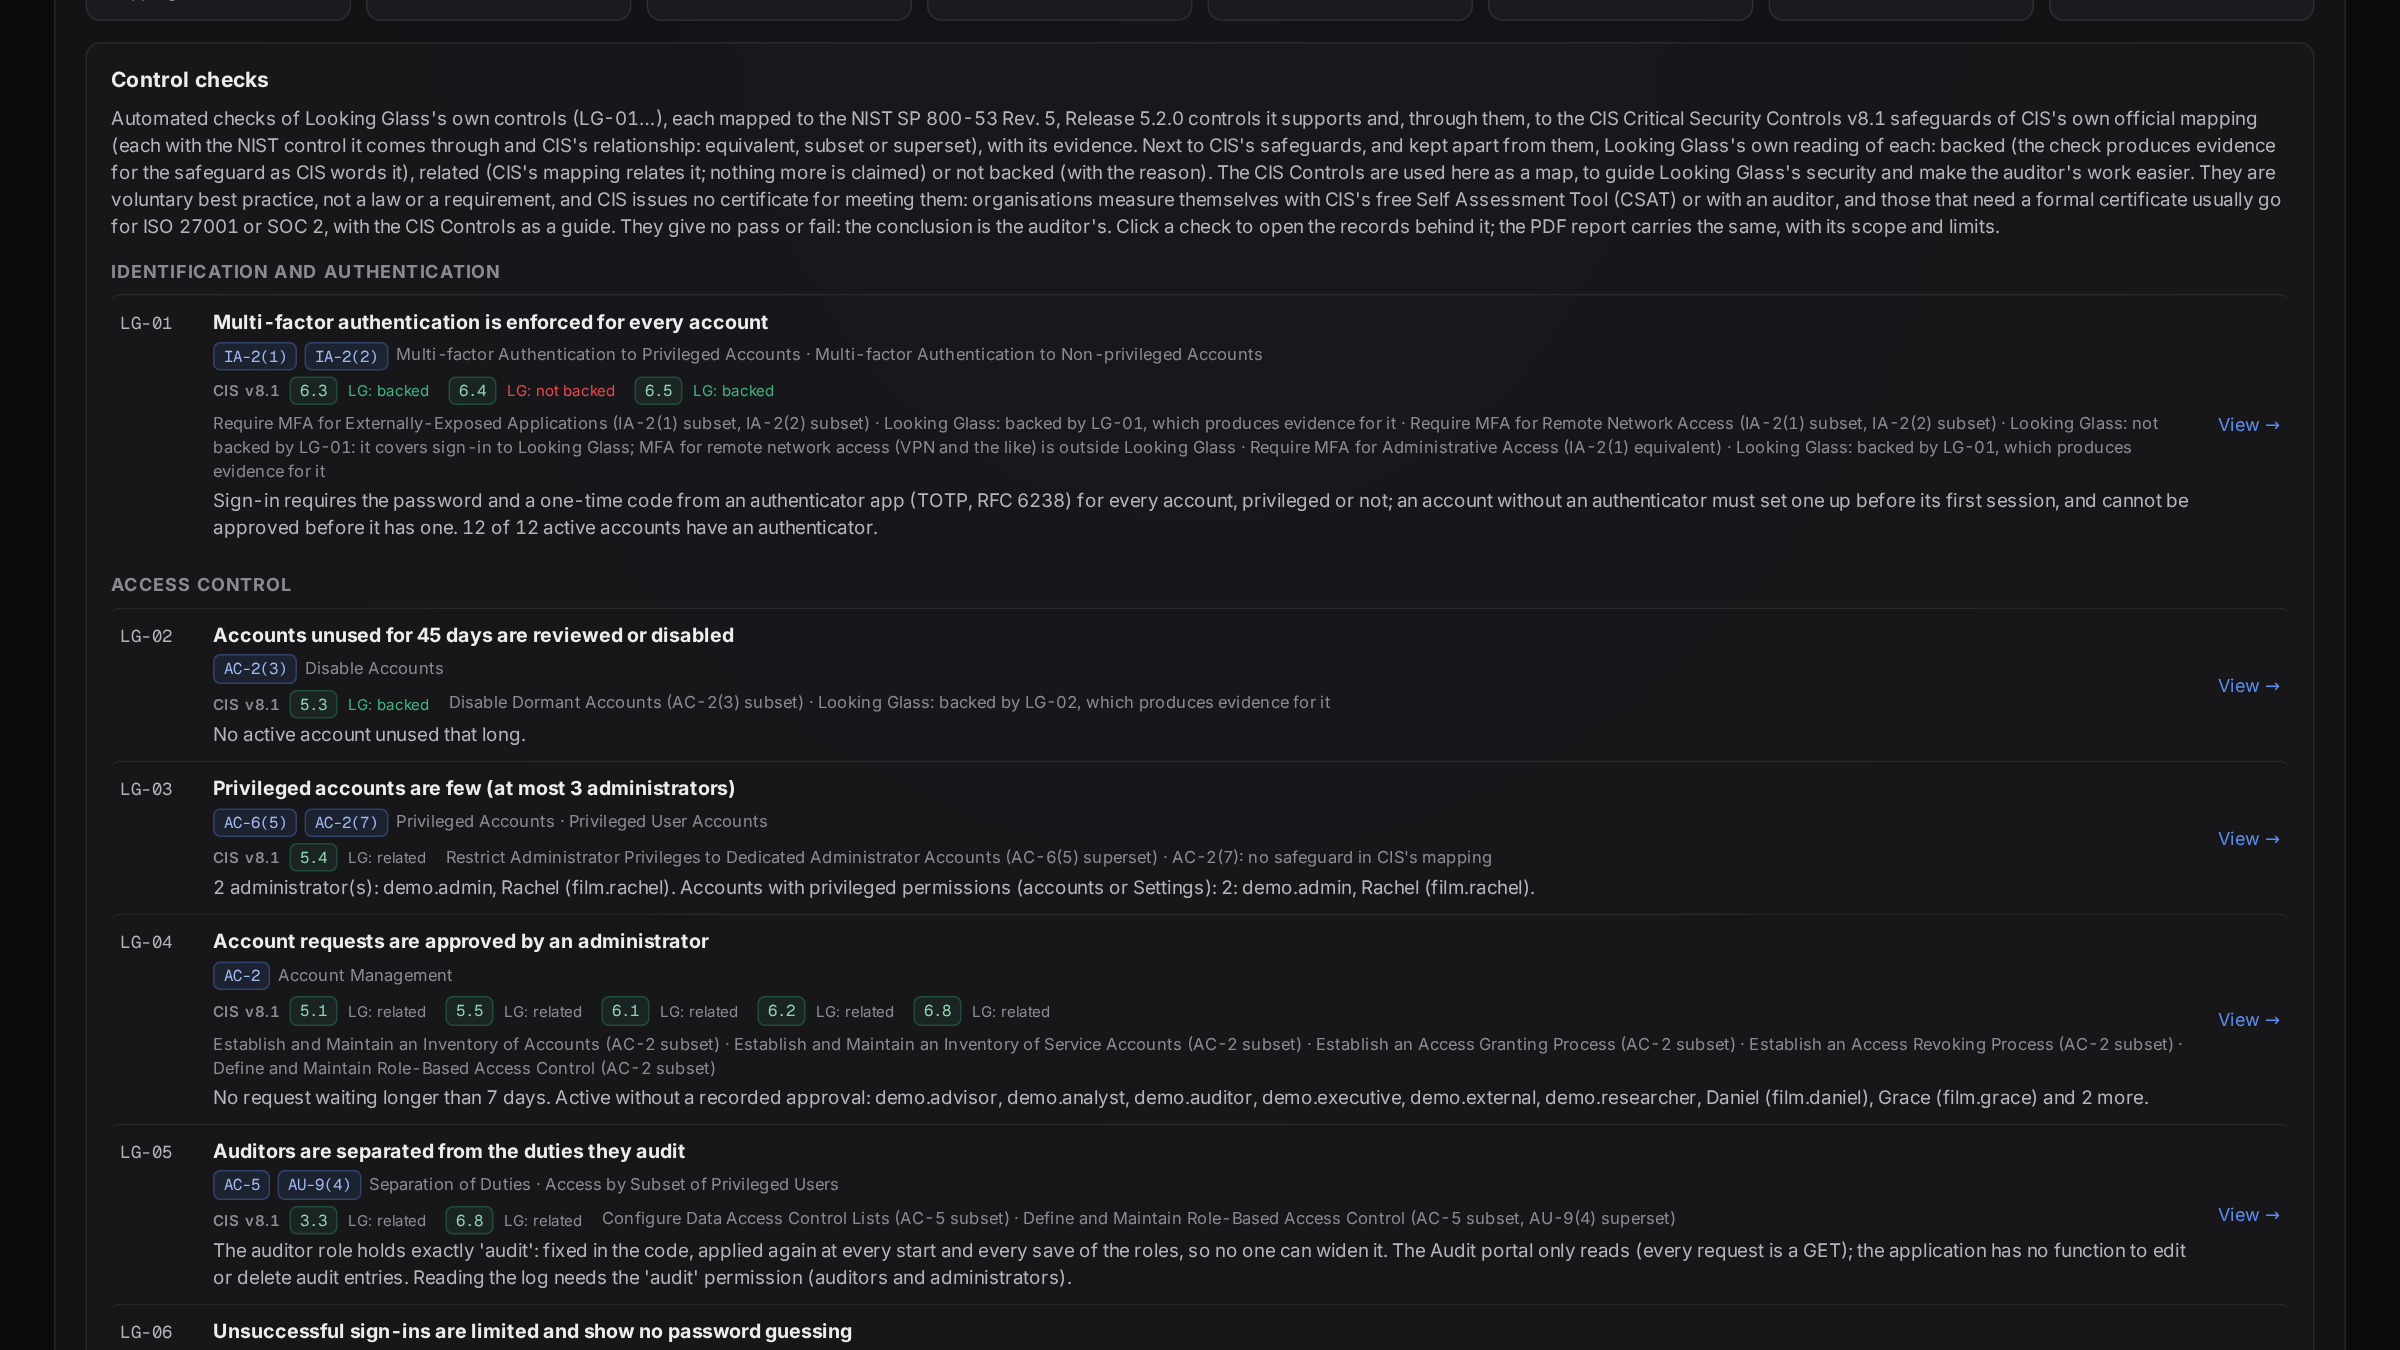 Control checks
Automated checks of Looking Glass's own controls (LG-01...), each mapped to the NIST SP 800-53 Rev. 5, Release 5.2.0 controls it supports and, through them, to the CIS Critical Security Controls v8.1 safeguards of CIS's own official mapping
(each with the NIST control it comes through and CIS's relationship: equivalent, subset or superset), with its evidence. Next to CIS's safeguards, and kept apart from them, Looking Glass's own reading of each: backed (the check produces evidence
for the safeguard as CIS words it), related (CIS's mapping relates it; nothing more is claimed) or not backed (with the reason). The CIS Controls are used here as a map, to guide Looking Glass's security and make the auditor's work easier. They are
voluntary best practice, not a law or a requirement, and CIS issues no certificate for meeting them: organisations measure themselves with CIS's free Self Assessment Tool (CSAT) or with an auditor, and those that need a formal certificate usually go
for ISO 27001 or SOC 2, with the CIS Controls as a guide. They give no pass or fail: the conclusion is the auditor's. Click a check to open the records behind it; the PDF report carries the same, with its scope and limits.
IDENTIFICATION AND AUTHENTICATION
LG-01 Multi-factor authentication is enforced for every account
IA-2(1) IA-2(2) Multi-factor Authentication to Privileged Accounts · Multi-factor Authentication to Non-privileged Accounts
CIS v8.1 6.3 LG: backed 6.4 LG: not backed 6.5 LG: backed
Require MFA for Externally-Exposed Applications (IA-2(1) subset, IA-2(2) subset) · Looking Glass: backed by LG-01, which produces evidence for it · Require MFA for Remote Network Access (IA-2(1) subset, IA-2(2) subset) · Looking Glass: not
backed by LG-01: it covers sign-in to Looking Glass; MFA for remote network access (VPN and the like) is outside Looking Glass · Require MFA for Administrative Access (IA-2(1) equivalent) · Looking Glass: backed by LG-01, which produces
evidence for it
View →
Sign-in requires the password and a one-time code from an authenticator app (TOTP, RFC 6238) for every account, privileged or not; an account without an authenticator must set one up before its first session, and cannot be
approved before it has one. 12 of 12 active accounts have an authenticator.
ACCESS CONTROL
LG-02 Accounts unused for 45 days are reviewed or disabled
AC-2(3) Disable Accounts
View →
CIS v8.1 5.3 LG: backed Disable Dormant Accounts (AC-2(3) subset) · Looking Glass: backed by LG-02, which produces evidence for it
No active account unused that long.
LG-03 Privileged accounts are few (at most 3 administrators)
AC-6(5) AC-2(7) Privileged Accounts · Privileged User Accounts
View →
CIS v8.1 5.4 LG: related Restrict Administrator Privileges to Dedicated Administrator Accounts (AC-6(5) superset) · AC-2(7): no safeguard in CIS's mapping
2 administrator(s): demo.admin, Rachel (film.rachel). Accounts with privileged permissions (accounts or Settings): 2: demo.admin, Rachel (film.rachel).
LG-04 Account requests are approved by an administrator
AC-2 Account Management
CIS v8.1 5.1 LG: related 5.5 LG: related 6.1 LG: related 6.2 LG: related 6.8 LG: related
View →
Establish and Maintain an Inventory of Accounts (AC-2 subset) · Establish and Maintain an Inventory of Service Accounts (AC-2 subset) · Establish an Access Granting Process (AC-2 subset) · Establish an Access Revoking Process (AC-2 subset) ·
Define and Maintain Role-Based Access Control (AC-2 subset)
No request waiting longer than 7 days. Active without a recorded approval: demo.advisor, demo.analyst, demo.auditor, demo.executive, demo.external, demo.researcher, Daniel (film.daniel), Grace (film.grace) and 2 more.
LG-05 Auditors are separated from the duties they audit
AC-5 AU-9(4) Separation of Duties · Access by Subset of Privileged Users
CIS v8.1 3.3 LG: related 6.8 LG: related Configure Data Access Control Lists (AC-5 subset) · Define and Maintain Role-Based Access Control (AC-5 subset, AU-9(4) superset)
View →
The auditor role holds exactly 'audit': fixed in the code, applied again at every start and every save of the roles, so no one can widen it. The Audit portal only reads (every request is a GET); the application has no function to edit
or delete audit entries. Reading the log needs the 'audit' permission (auditors and administrators).
LG-06 Unsuccessful sign-ins are limited and show no password guessing